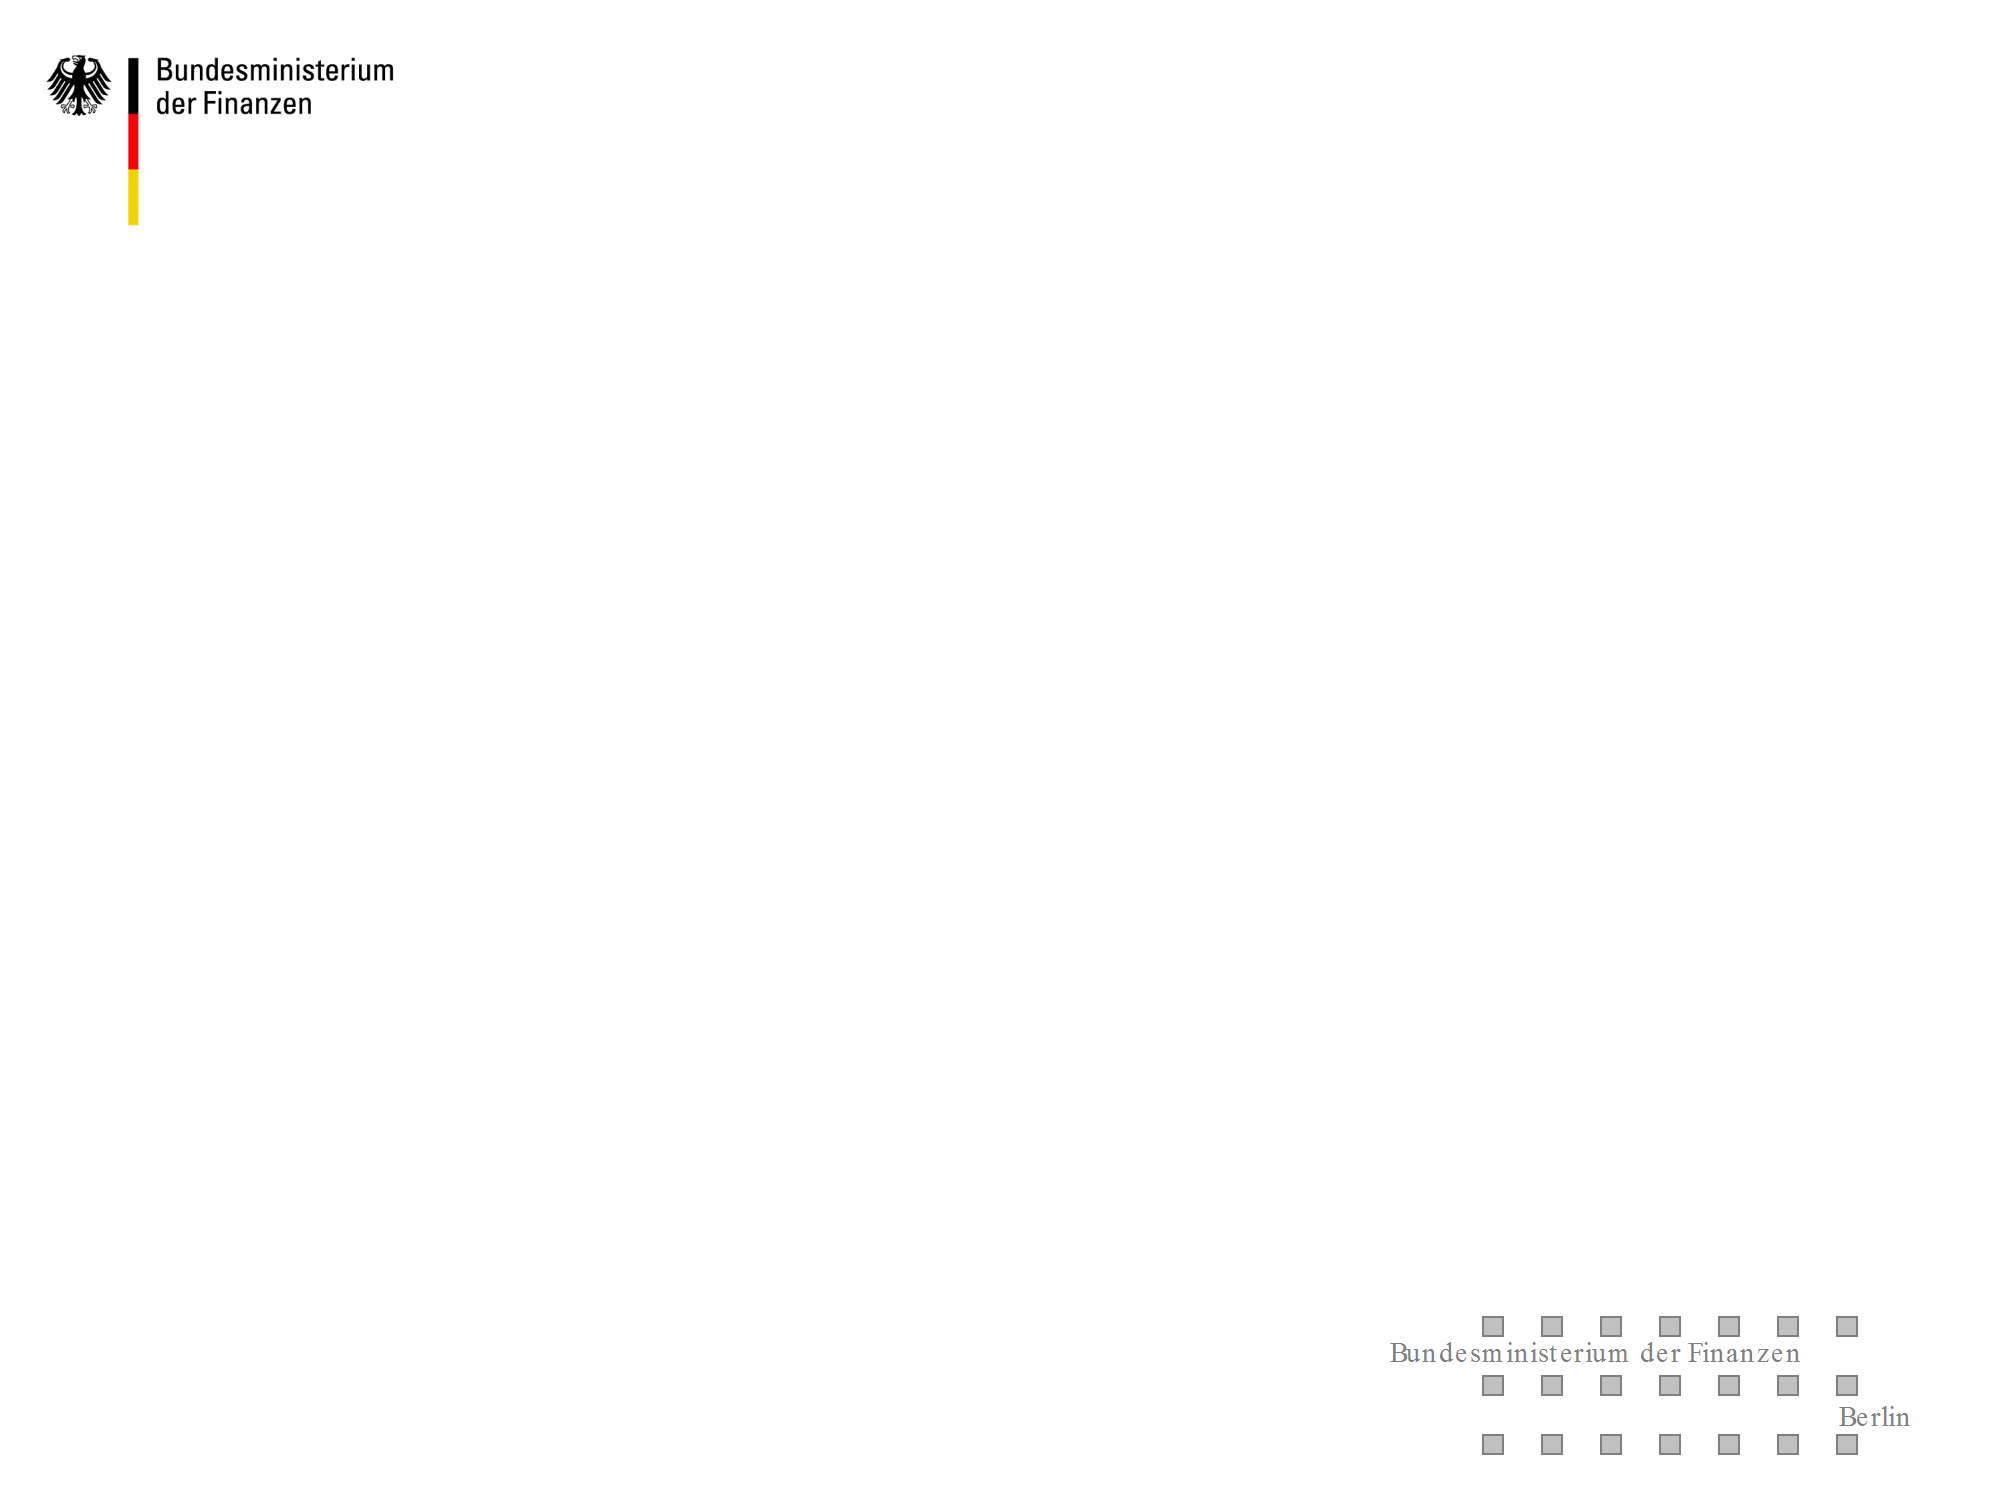 Bundesministerium
der Finanzen
Bundesministerium der Finanzen
Berlin